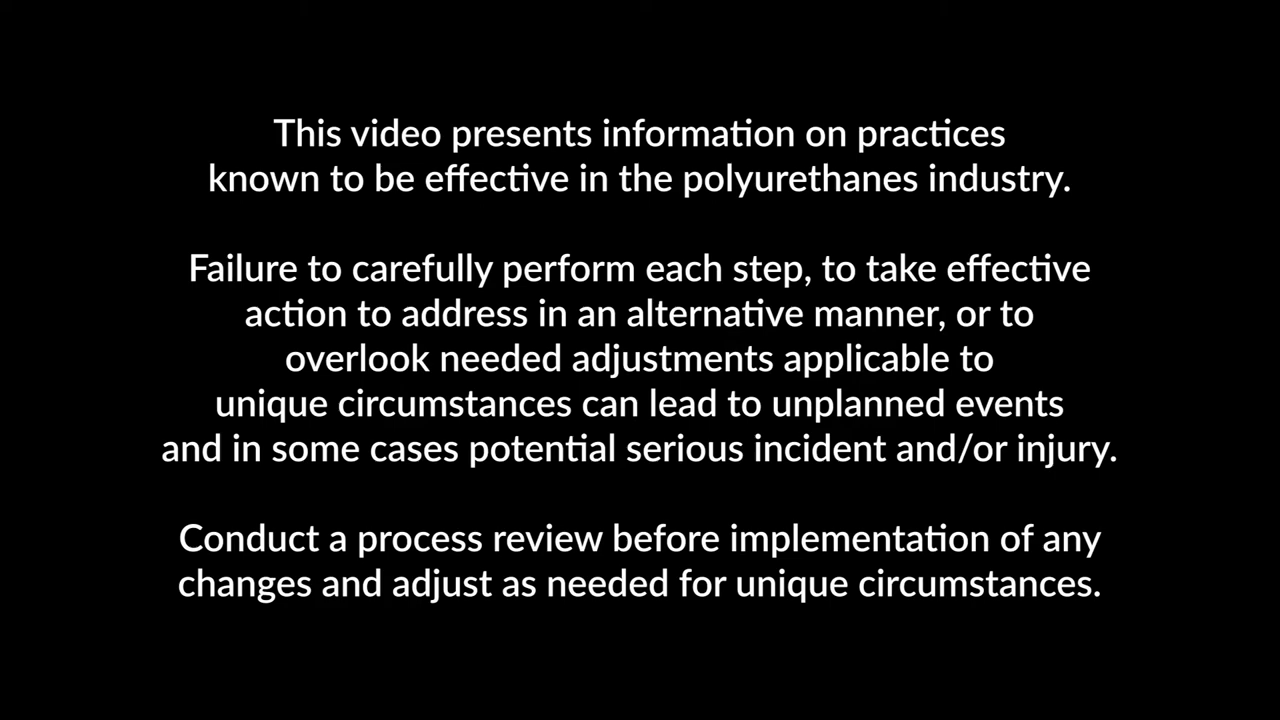 This video presents information on practices
known to be effective in the polyurethanes industry.
Failure to carefully perform each step, to take effective
action to address in an alternative manner, or to
overlook needed adjustments applicable to
unique circumstances can lead to unplanned events
and in some cases potential serious incident and/or injury.
Conduct a process review before implementation of any
changes and adjust as needed for unique circumstances.